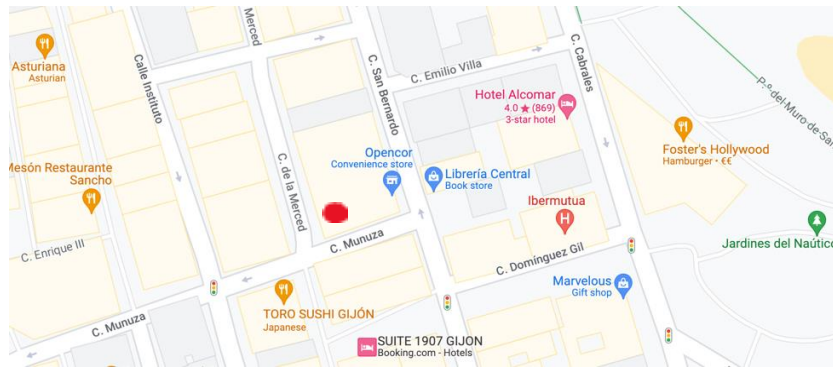 Asturiana
Asturian
Calle Instituto
Merced
C. San Bernardo
C. Emilio Villa
C. Cabrales
P.º del Muro de Sa
Hotel Alcomar
4.0 ★ (869)
3-star hotel
Foster's Hollywood
Hamburger • €€
Opencor
Convenience store
Librería Central
Book store
Mesón Restaurante
Sancho
C. de la Merced
Ibermutua
C. Enrique III
C. Munuza
C. Domínguez Gil
Jardines del Náutico
Marvelous
Gift shop
TORO SUSHI GIJÓN
Japanese
C. Munuza
SUITE 1907 GIJON
Booking.com - Hotels